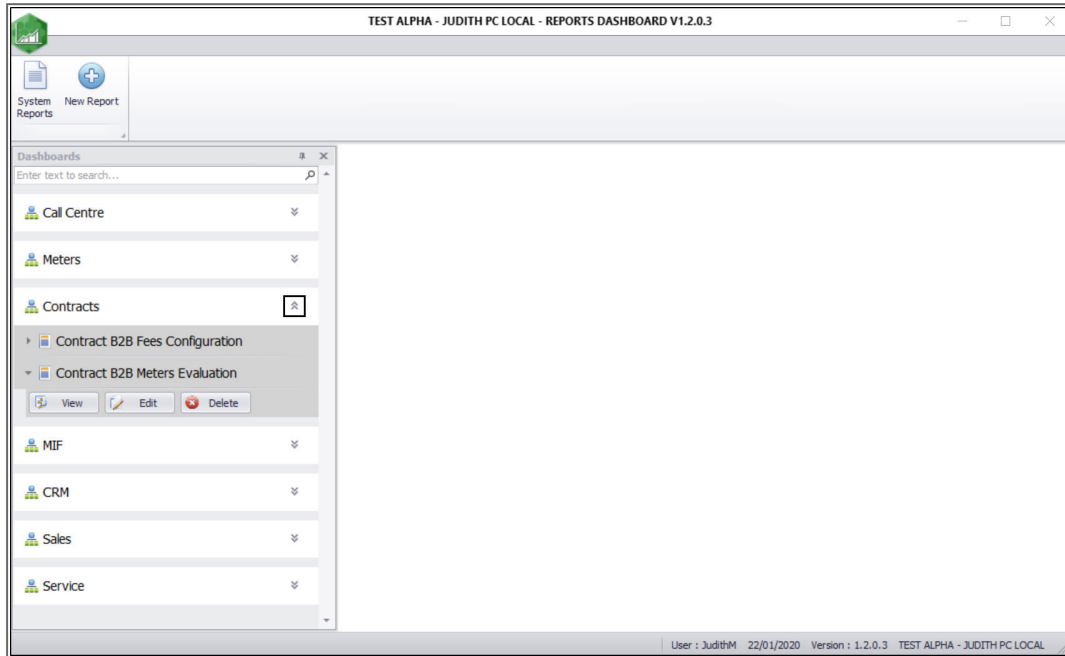 TEST ALPHA - JUDITH PC LOCAL - REPORTS DASHBOARD V1.2.0.3
System Reports
New Report
Dashboards
Enter text to search...
Call Centre
Meters
Contracts
Contract B2B Fees Configuration
Contract B2B Meters Evaluation
View Edit Delete
MIF
CRM
Sales
Service
User : JudithM 22/01/2020 Version : 1.2.0.3 TEST ALPHA - JUDITH PC LOCAL